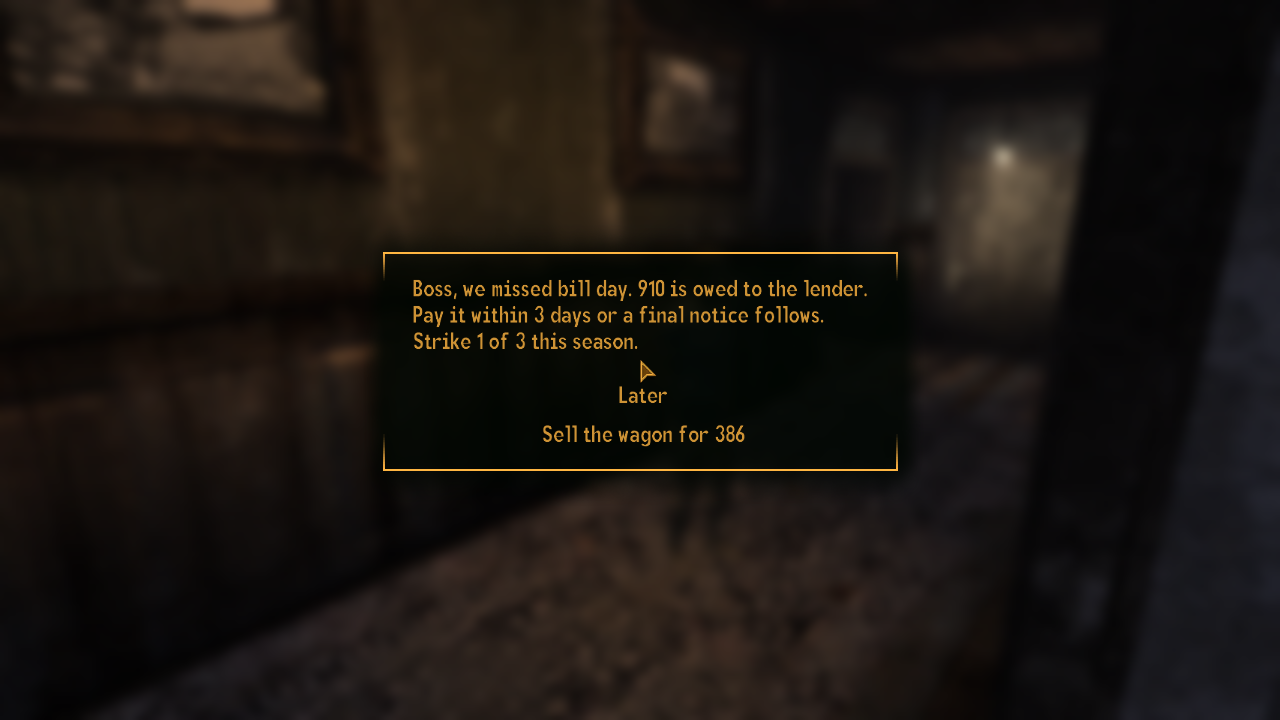 Boss, we missed bill day. 910 is owed to the lender.
Pay it within 3 days or a final notice follows.
Strike 1 of 3 this season.
Later
Sell the wagon for 386